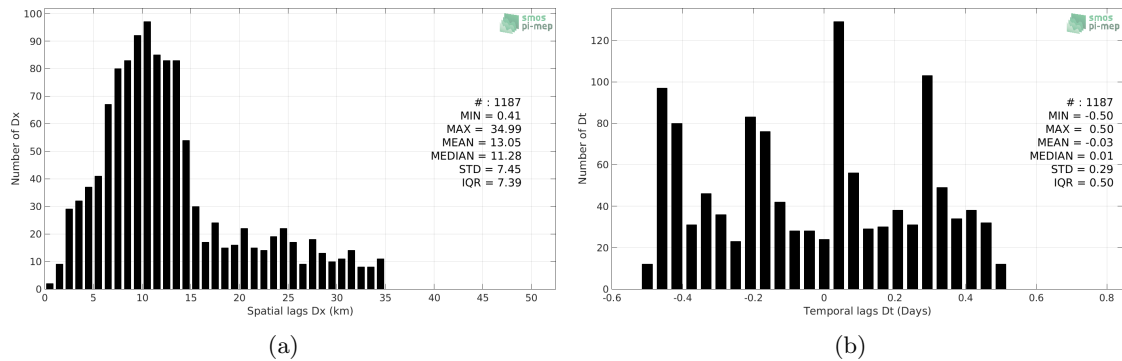 smos
pi-mep
100
90
80
70
60
50
40
30
20
10
0
Number of Dx
# : 1187
MIN = 0.41
MAX = 34.99
MEAN = 13.05
MEDIAN = 11.28
STD = 7.45
IQR = 7.39
0 5 10 15 20 25 30 35 40 45 50
Spatial lags Dx (km)
(a)
smos
pi-mep
120
100
80
60
40
20
0
Number of Dt
# : 1187
MIN = -0.50
MAX = 0.50
MEAN = -0.03
MEDIAN = 0.01
STD = 0.29
IQR = 0.50
-0.6 -0.4 -0.2 0 0.2 0.4 0.6 0.8
Temporal lags Dt (Days)
(b)